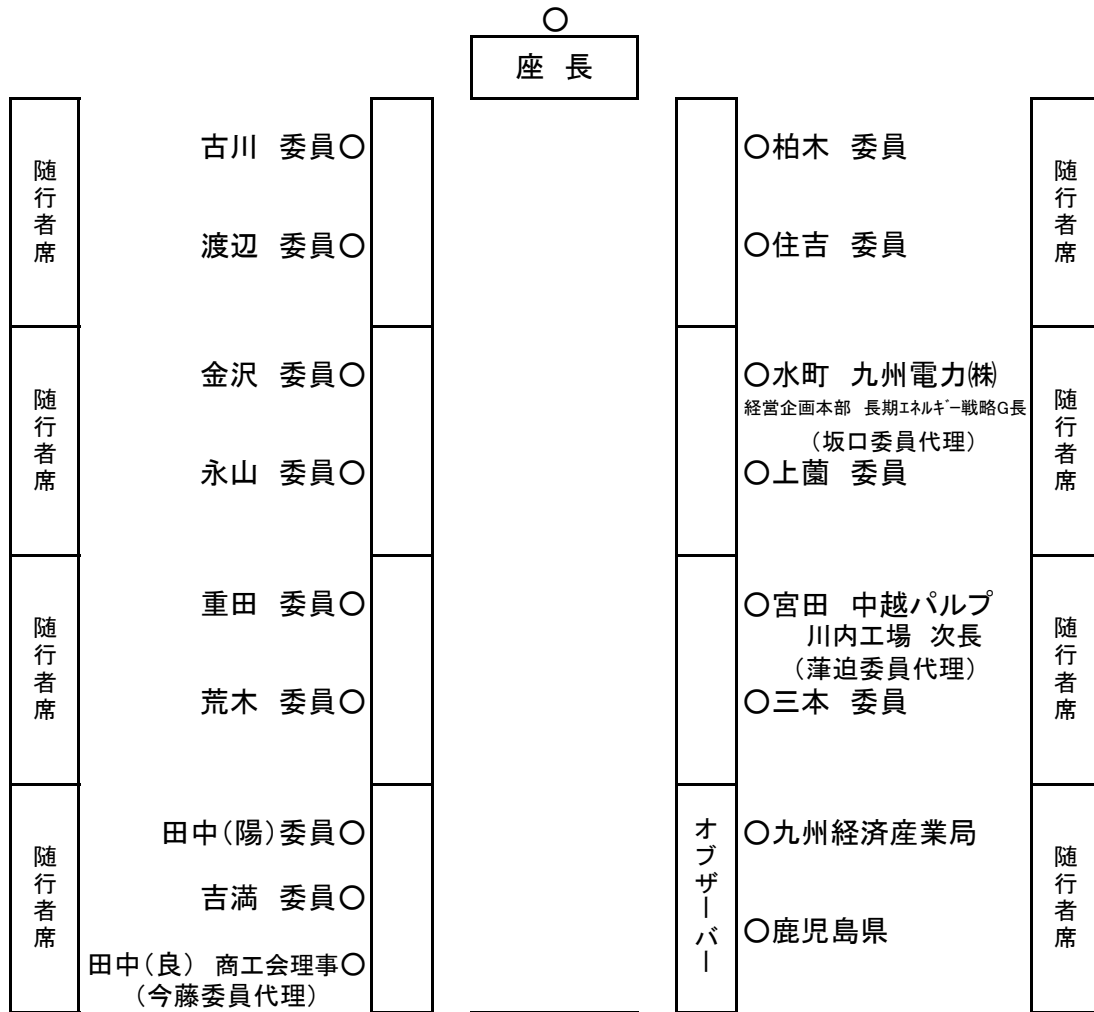 ○
座 長
随行者席
随行者席
随行者席
随行者席
古川 委員○
渡辺 委員○
金沢 委員○
永山 委員○
重田 委員○
荒木 委員○
田中(陽)委員○
吉満 委員○
田中(良) 商工会理事○
(今藤委員代理)
○柏木 委員
○住吉 委員
○水町 九州電力㈱
経営企画本部 長期エネルギー戦略G長
(坂口委員代理)
○上薗 委員
○宮田 中越パルプ
川内工場 次長
(葎迫委員代理)
○三本 委員
オブザーバー
○九州経済産業局
○鹿児島県
随行者席
随行者席
随行者席
随行者席